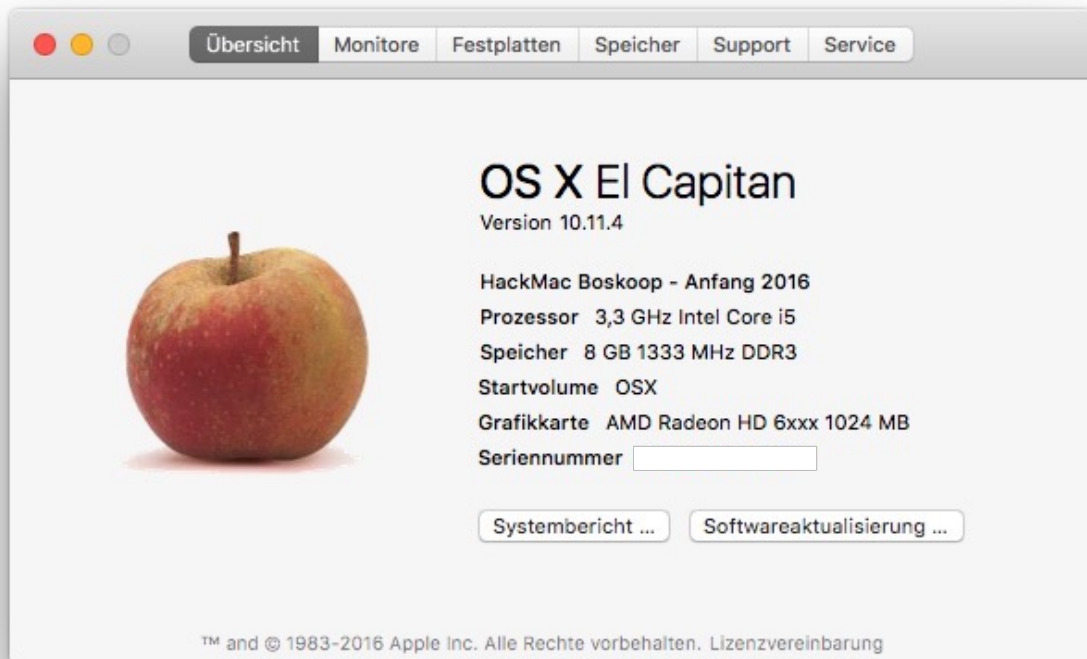 Übersicht Monitore Festplatten Speicher Support Service
OS X El Capitan
Version 10.11.4
HackMac Boskoop - Anfang 2016
Prozessor 3,3 GHz Intel Core i5
Speicher 8 GB 1333 MHz DDR3
Startvolume OSX
Grafikkarte AMD Radeon HD 6xxx 1024 MB
Seriennummer
Systembericht ... Softwareaktualisierung ...
™ and © 1983-2016 Apple Inc. Alle Rechte vorbehalten. Lizenzvereinbarung